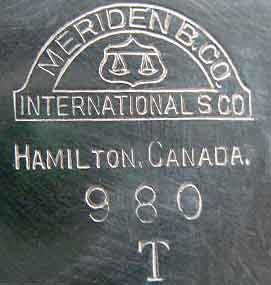 MERIDEN B. CO.
INTERNATIONAL S. CO
HAMILTON, CANADA.
980
T